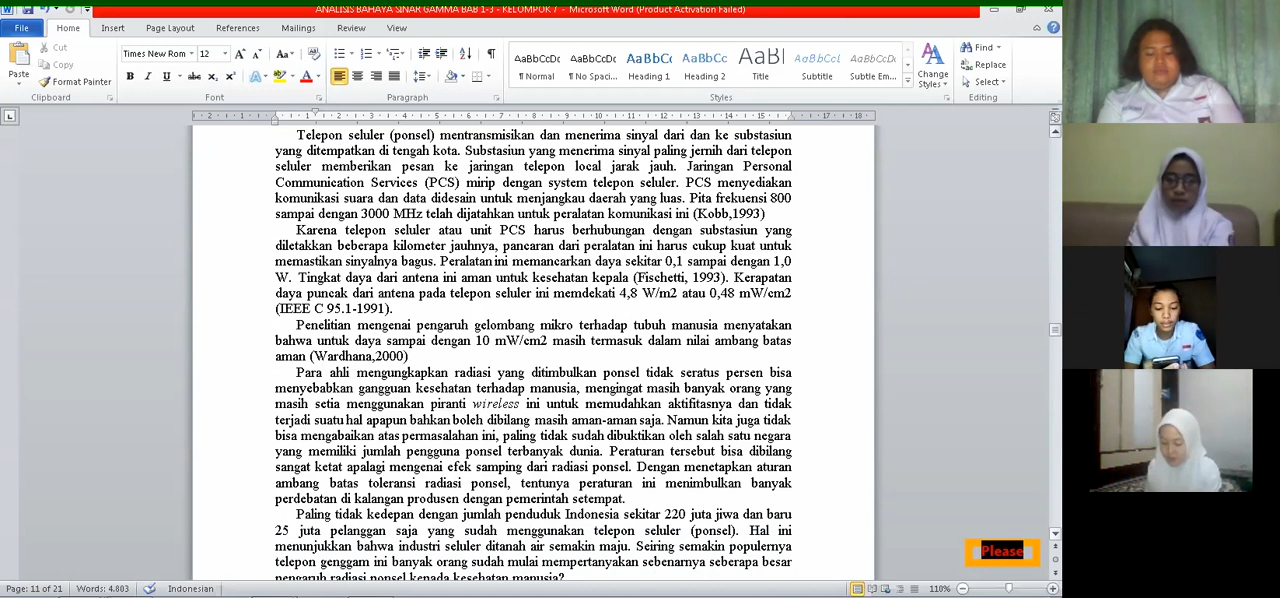 ANALISIS BAHAYA SINAR GAMMA BAB 1-3 - KELOMPOK 7 - Microsoft Word (Product Activation Failed)
File Home Insert Page Layout References Mailings Review View
Paste
Cut
Copy
Format Painter
Clipboard
Times New Rom 12
Font
Paragraph
AaBbCcDc AaBbCcDc AaBbC AaBbCc AaBl AaBbCcL AaBbCcDc
¶ Normal ¶ No Spaci... Heading 1 Heading 2 Title Subtitle Subtle Em...
Change Styles
Styles
Find
Replace
Select
Editing
Telepon seluler (ponsel) mentransmisikan dan menerima sinyal dari dan ke substasiun
yang ditempatkan di tengah kota. Substasiun yang menerima sinyal paling jernih dari telepon
seluler memberikan pesan ke jaringan telepon local jarak jauh. Jaringan Personal
Communication Services (PCS) mirip dengan system telepon seluler. PCS menyediakan
komunikasi suara dan data didesain untuk menjangkau daerah yang luas. Pita frekuensi 800
sampai dengan 3000 MHz telah dijatahkan untuk peralatan komunikasi ini (Kobb,1993)
Karena telepon seluler atau unit PCS harus berhubungan dengan substasiun yang
diletakkan beberapa kilometer jauhnya, pancaran dari peralatan ini harus cukup kuat untuk
memastikan sinyalnya bagus. Peralatan ini memancarkan daya sekitar 0,1 sampai dengan 1,0
W. Tingkat daya dari antena ini aman untuk kesehatan kepala (Fischetti, 1993). Kerapatan
daya puncak dari antena pada telepon seluler ini memdekati 4,8 W/m2 atau 0,48 mW/cm2
(IEEE C 95.1-1991).
Penelitian mengenai pengaruh gelombang mikro terhadap tubuh manusia menyatakan
bahwa untuk daya sampai dengan 10 mW/cm2 masih termasuk dalam nilai ambang batas
aman (Wardhana,2000)
Para ahli mengungkapkan radiasi yang ditimbulkan ponsel tidak seratus persen bisa
menyebabkan gangguan kesehatan terhadap manusia, mengingat masih banyak orang yang
masih setia menggunakan piranti wireless ini untuk memudahkan aktifitasnya dan tidak
terjadi suatu hal apapun bahkan boleh dibilang masih aman-aman saja. Namun kita juga tidak
bisa mengabaikan atas permasalahan ini, paling tidak sudah dibuktikan oleh salah satu negara
yang memiliki jumlah pengguna ponsel terbanyak dunia. Peraturan tersebut bisa dibilang
sangat ketat apalagi mengenai efek samping dari radiasi ponsel. Dengan menetapkan aturan
ambang batas toleransi radiasi ponsel, tentunya peraturan ini menimbulkan banyak
perdebatan di kalangan produsen dengan pemerintah setempat.
Paling tidak kedepan dengan jumlah penduduk Indonesia sekitar 220 juta jiwa dan baru
25 juta pelanggan saja yang sudah menggunakan telepon seluler (ponsel). Hal ini
menunjukkan bahwa industri seluler ditanah air semakin maju. Seiring semakin populernya
telepon genggam ini banyak orang sudah mulai mempertanyakan sebenarnya seberapa besar
pengaruh radiasi ponsel kepada kesehatan manusia?
Please
Page: 11 of 21 Words: 4.803 Indonesian 110%